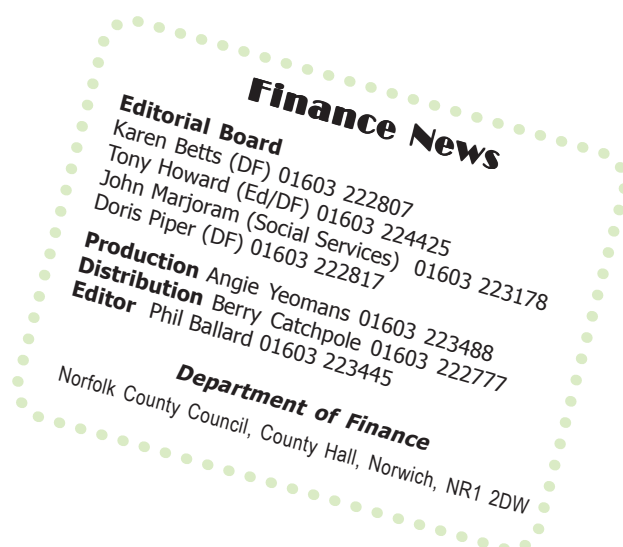 Finance News
Editorial Board
Karen Betts (DF) 01603 222807
Tony Howard (Ed/DF) 01603 224425
John Marjoram (Social Services) 01603 223178
Doris Piper (DF) 01603 222817
Production Angie Yeomans 01603 223488
Distribution Berry Catchpole 01603 222777
Editor Phil Ballard 01603 223445
Department of Finance
Norfolk County Council, County Hall, Norwich, NR1 2DW